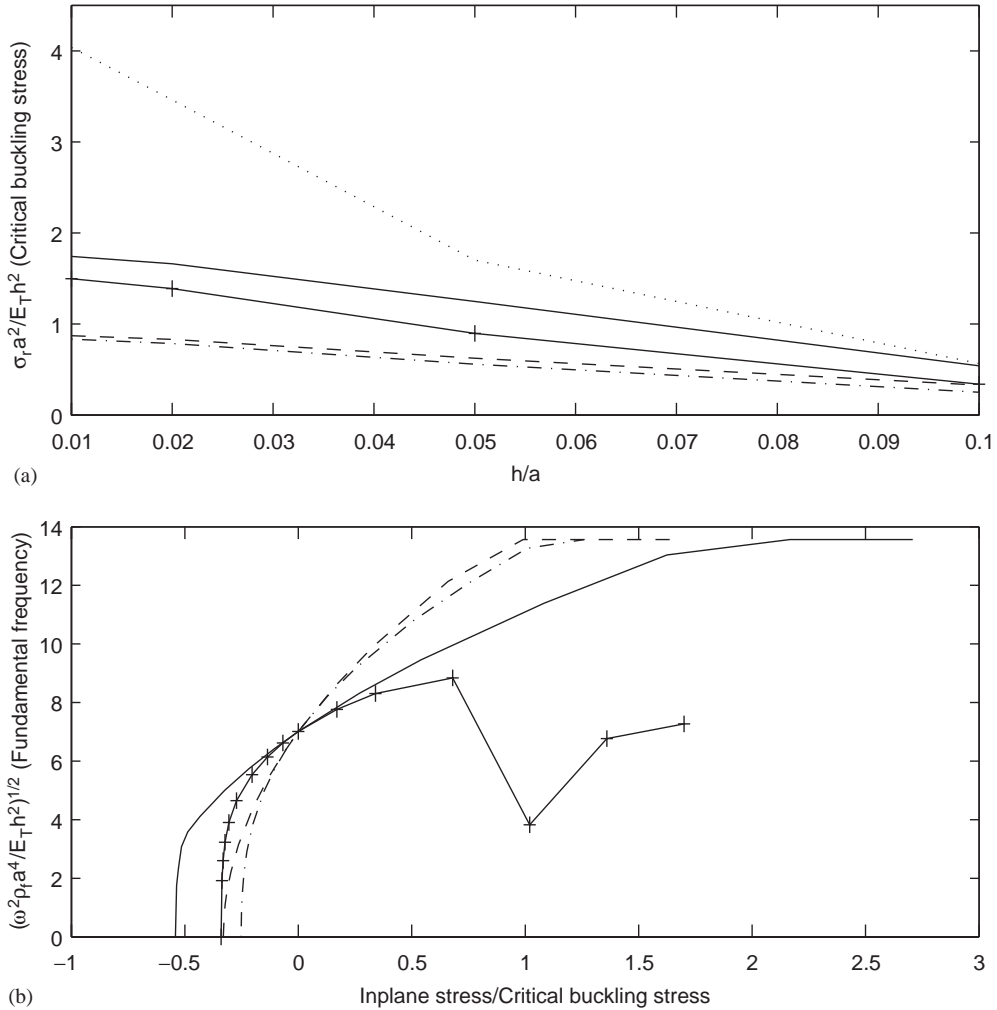 4
3
2
1
0
σᵣa²/E_Th² (Critical buckling stress)
0.01 0.02 0.03 0.04 0.05 0.06 0.07 0.08 0.09 0.1
h/a
(a)
14
12
10
8
6
4
2
0
(ω²ρ_fa⁴/E_Th²)¹/² (Fundamental frequency)
−1 −0.5 0 0.5 1 1.5 2 2.5 3
Inplane stress/Critical buckling stress
(b)